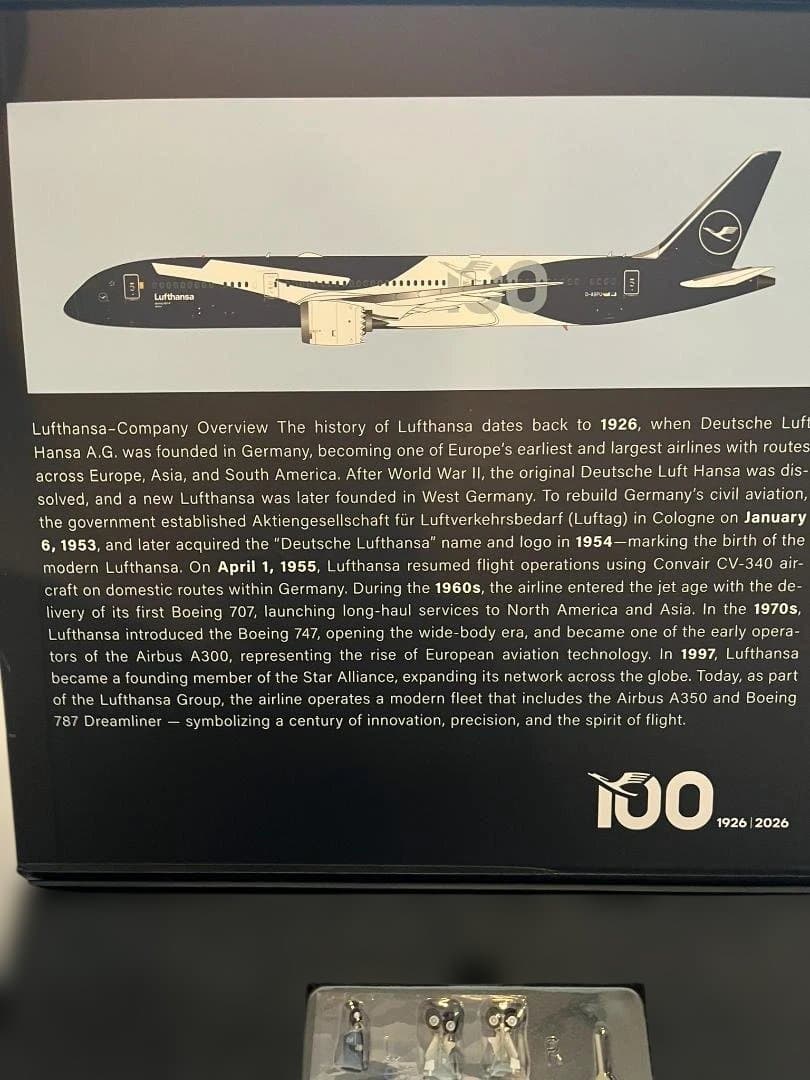 Lufthansa
100
Lufthansa-Company Overview The history of Lufthansa dates back to 1926, when Deutsche Luft
Hansa A.G. was founded in Germany, becoming one of Europe's earliest and largest airlines with routes
across Europe, Asia, and South America. After World War II, the original Deutsche Luft Hansa was dis-
solved, and a new Lufthansa was later founded in West Germany. To rebuild Germany's civil aviation,
the government established Aktiengesellschaft für Luftverkehrsbedarf (Luftag) in Cologne on January
6, 1953, and later acquired the "Deutsche Lufthansa" name and logo in 1954—marking the birth of the
modern Lufthansa. On April 1, 1955, Lufthansa resumed flight operations using Convair CV-340 air-
craft on domestic routes within Germany. During the 1960s, the airline entered the jet age with the de-
livery of its first Boeing 707, launching long-haul services to North America and Asia. In the 1970s,
Lufthansa introduced the Boeing 747, opening the wide-body era, and became one of the early opera-
tors of the Airbus A300, representing the rise of European aviation technology. In 1997, Lufthansa
became a founding member of the Star Alliance, expanding its network across the globe. Today, as part
of the Lufthansa Group, the airline operates a modern fleet that includes the Airbus A350 and Boeing
787 Dreamliner — symbolizing a century of innovation, precision, and the spirit of flight.
100 1926|2026